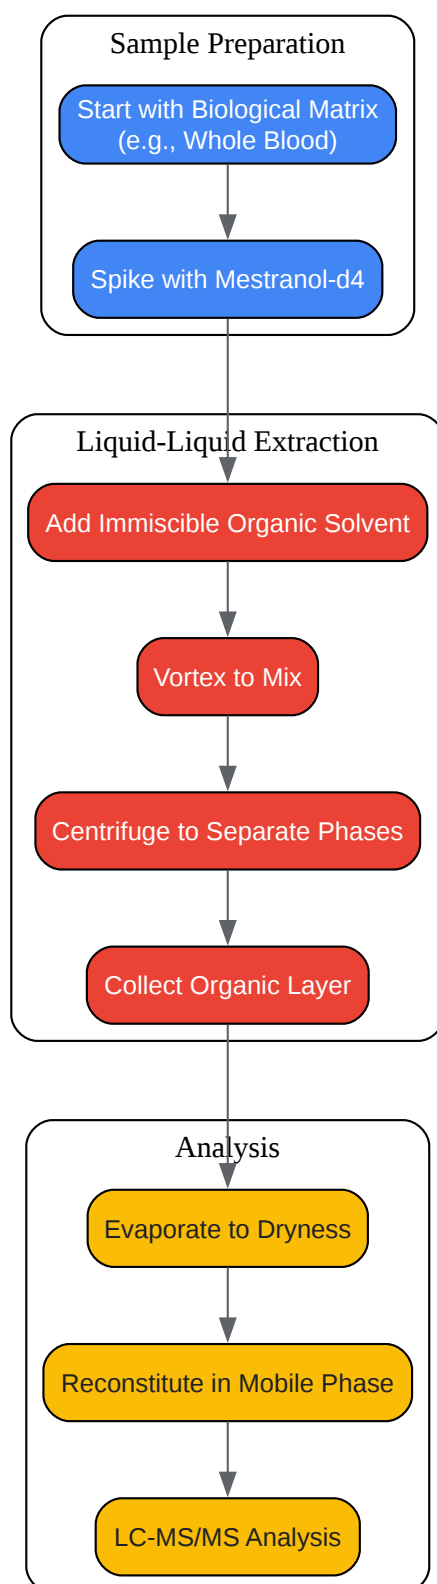 Sample Preparation
Start with Biological Matrix
(e.g., Whole Blood)
Spike with Mestranol-d4
Liquid-Liquid Extraction
Add Immiscible Organic Solvent
Vortex to Mix
Centrifuge to Separate Phases
Collect Organic Layer
Analysis
Evaporate to Dryness
Reconstitute in Mobile Phase
LC-MS/MS Analysis